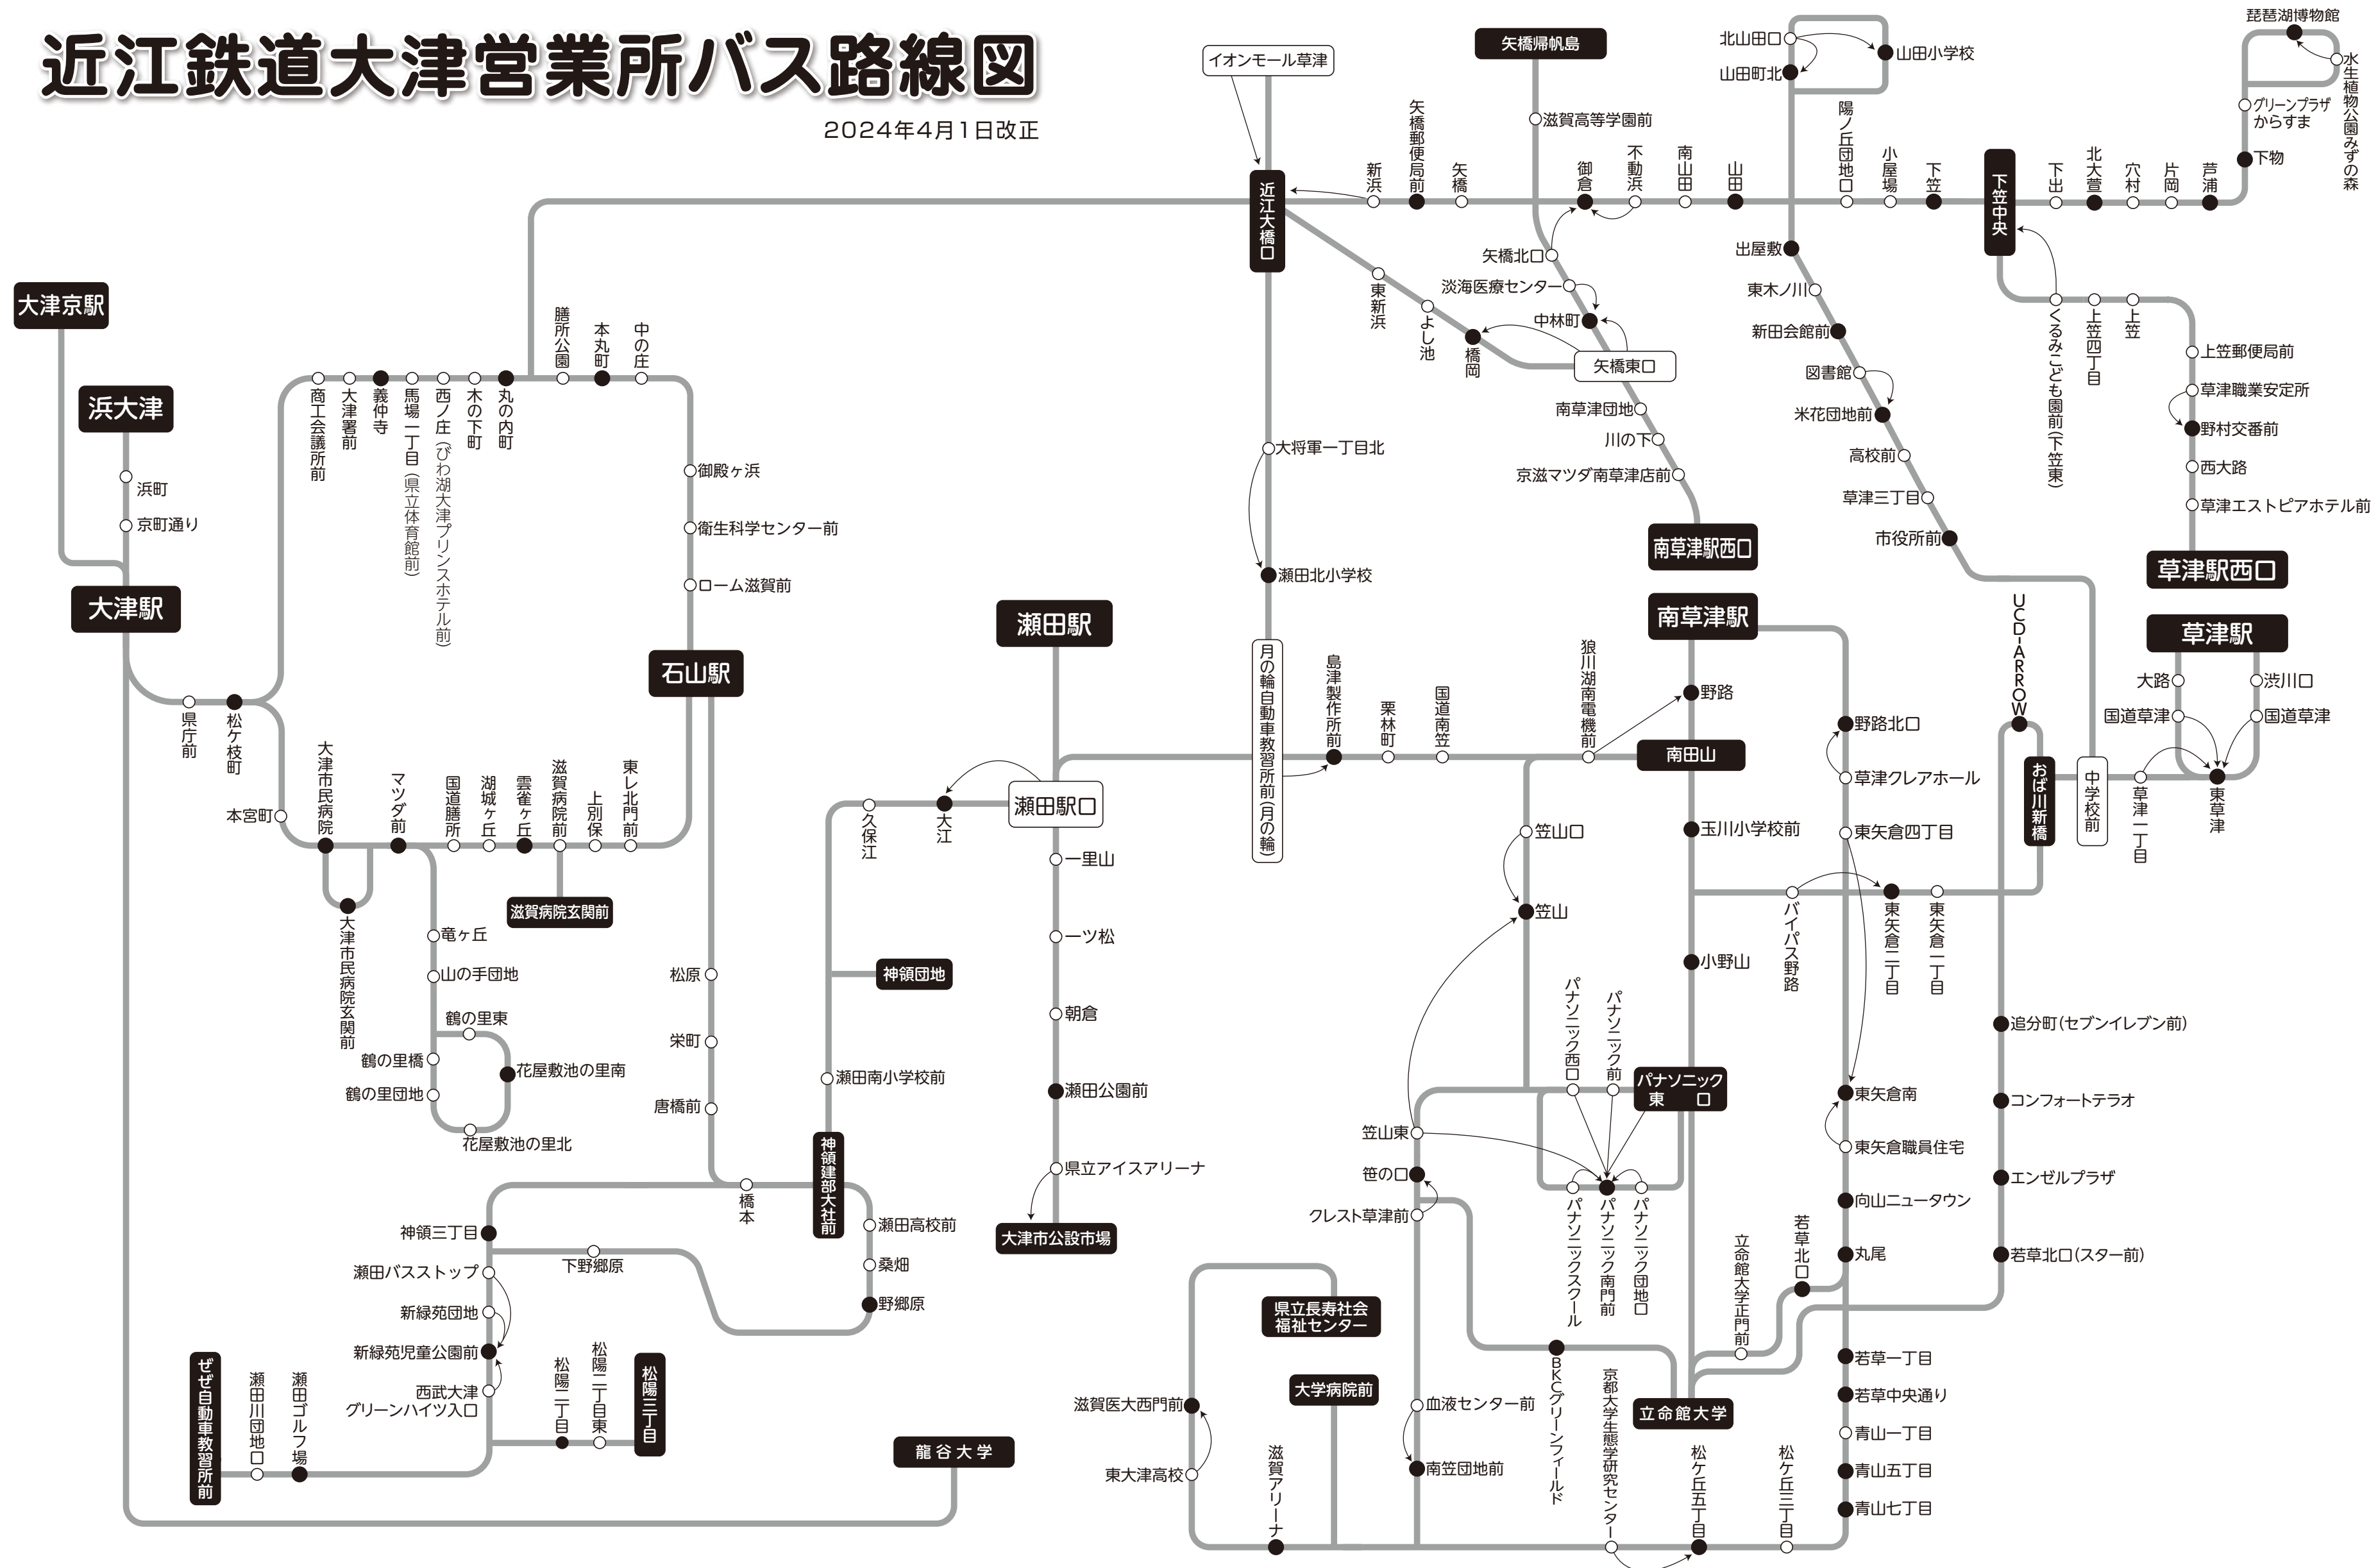 近江鉄道大津営業所バス路線図
2024年4月1日改正
イオンモール草津
矢橋帰帆島
滋賀高等学園前
北山田口
山田町北
山田小学校
琵琶湖博物館
水生植物公園みずの森
グリーンプラザ
からすま
下物
近江大橋口
新浜
矢橋郵便局前
矢橋
御倉
不動浜
南山田
山田
陽ノ丘団地口
小屋場
下笠
下笠中央
下出
北大萱
穴村
片岡
芦浦
矢橋北口
淡海医療センター
中林町
矢橋東口
東新浜
よし池
橋岡
南草津団地
川の下
京滋マツダ南草津店前
南草津駅西口
出屋敷
東木ノ川
新田会館前
図書館
米花団地前
高校前
草津三丁目
市役所前
くるみこども園前(下笠東)
上笠四丁目
上笠
上笠郵便局前
草津職業安定所
野村交番前
西大路
草津エストピアホテル前
草津駅西口
草津駅
大路
国道草津
渋川口
国道草津
東草津
草津一丁目
中学校前
おば川新橋
UCD-ARROW
大津京駅
浜大津
浜町
京町通り
大津駅
県庁前
松ケ枝町
商工会議所前
大津署前
義仲寺
馬場一丁目(県立体育館前)
西ノ庄(びわ湖大津プリンスホテル前)
木の下町
丸の内町
膳所公園
本丸町
中の庄
御殿ヶ浜
衛生科学センター前
ローム滋賀前
石山駅
本宮町
大津市民病院
大津市民病院玄関前
マツダ前
国道膳所
湖城ヶ丘
雲雀ヶ丘
滋賀病院前
上別保
東レ北門前
滋賀病院玄関前
竜ヶ丘
山の手団地
鶴の里東
鶴の里橋
鶴の里団地
花屋敷池の里南
花屋敷池の里北
松原
栄町
唐橋前
橋本
瀬田駅
瀬田駅口
大江
久保江
神領団地
瀬田南小学校前
神領建部大社前
一里山
一ツ松
朝倉
瀬田公園前
県立アイスアリーナ
大津市公設市場
瀬田高校前
桑畑
野郷原
下野郷原
神領三丁目
瀬田バスストップ
新緑苑団地
新緑苑児童公園前
西武大津
グリーンハイツ入口
松陽二丁目
松陽二丁目東
松陽三丁目
ぜぜ自動車教習所前
瀬田川団地口
瀬田ゴルフ場
龍谷大学
大将軍一丁目北
瀬田北小学校
月の輪自動車教習所前(月の輪)
島津製作所前
栗林町
国道南笠
狼川湖南電機前
南田山
南草津駅
野路
玉川小学校前
小野山
野路北口
草津クレアホール
東矢倉四丁目
バイパス野路
東矢倉二丁目
東矢倉一丁目
笠山口
笠山
パナソニック西口
パナソニック前
パナソニック
東　口
パナソニックスクール
パナソニック南門前
パナソニック団地口
笠山東
笹の口
クレスト草津前
血液センター前
南笠団地前
BKCグリーンフィールド
立命館大学
立命館大学正門前
若草北口
東矢倉南
東矢倉職員住宅
向山ニュータウン
丸尾
若草一丁目
若草中央通り
青山一丁目
青山五丁目
青山七丁目
追分町(セブンイレブン前)
コンフォートテラオ
エンゼルプラザ
若草北口(スター前)
県立長寿社会
福祉センター
大学病院前
滋賀医大西門前
東大津高校
滋賀アリーナ
京都大学生態学研究センター
松ケ丘五丁目
松ケ丘三丁目